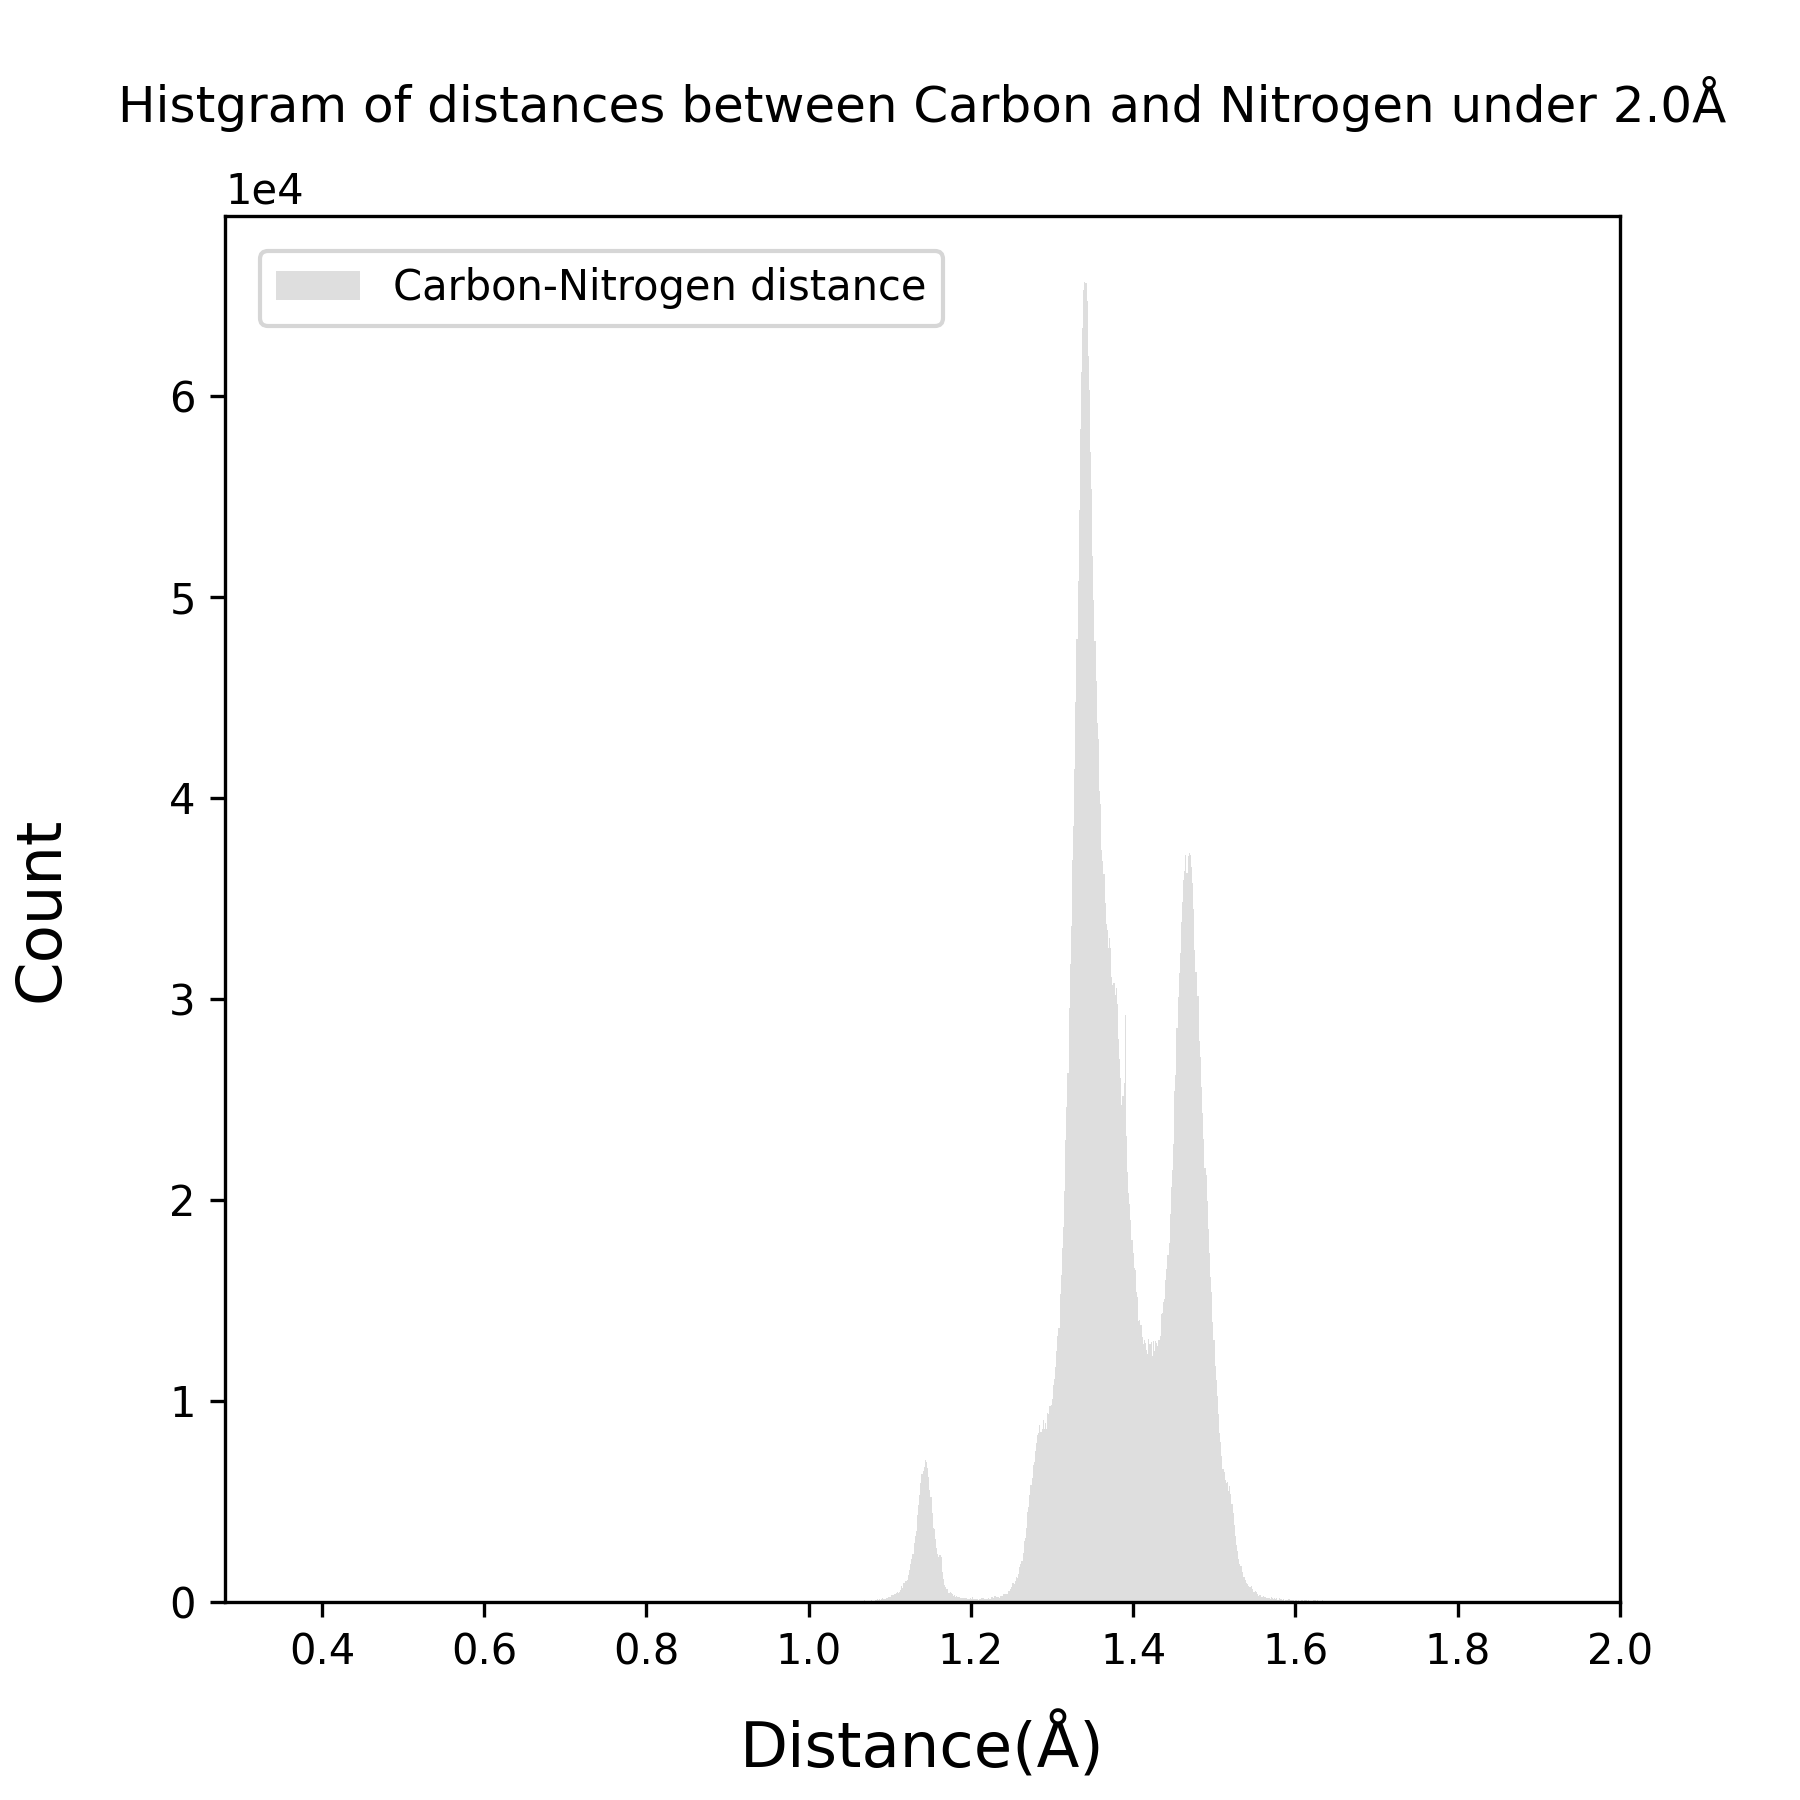 Histgram of distances between Carbon and Nitrogen under 2.0Å
1e4
Carbon-Nitrogen distance
6
5
4
3
2
1
0
Count
0.4 0.6 0.8 1.0 1.2 1.4 1.6 1.8 2.0
Distance(Å)